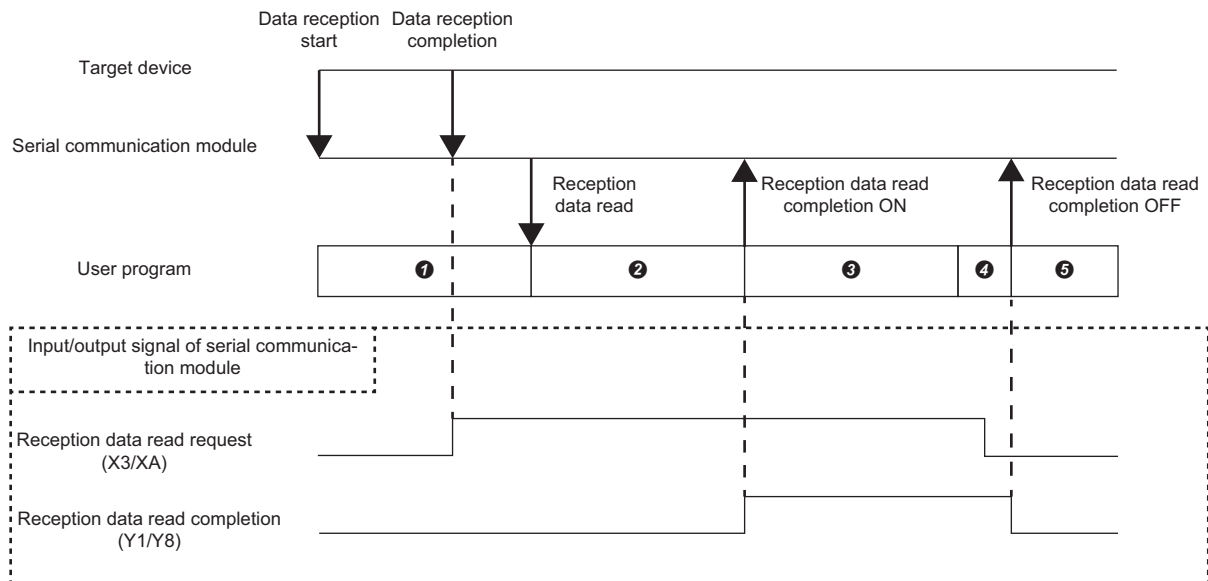 Data reception
start
Data reception
completion
Target device
Serial communication module
Reception
data read
Reception data read
completion ON
Reception data read
completion OFF
User program
❶
❷
❸
❹
❺
Input/output signal of serial communica-
tion module
Reception data read request
(X3/XA)
Reception data read completion
(Y1/Y8)